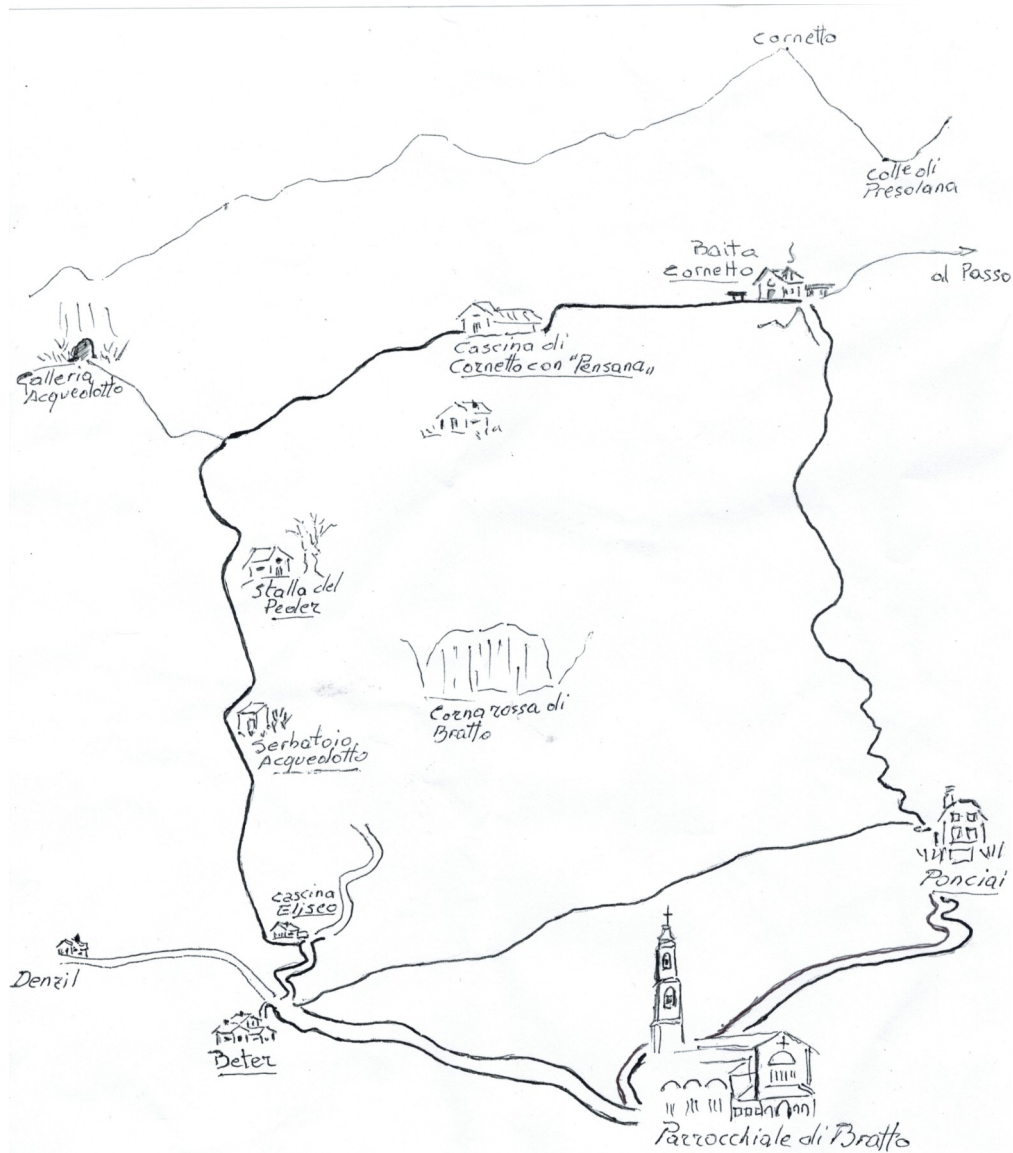 Cornetto
Colle di
Presolana
Baita
Cornetto
al Passo
Galleria
Acquedotto
Cascina di
Cornetto con "Pensana"
Stalla del
Peder
Corna rossa di
Bratto
Serbatoio
Acquedotto
Ponciai
Cascina
Eliseo
Denzil
Beter
Parrocchiale di Bratto